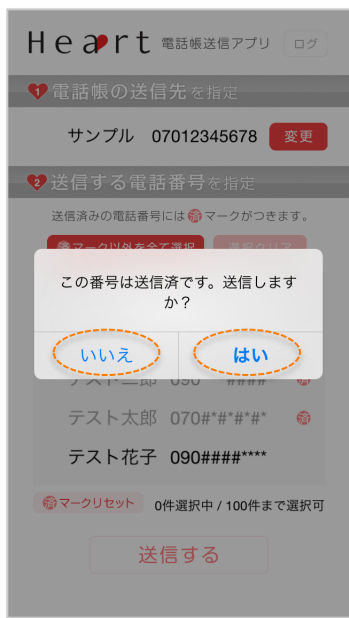 Heart 電話帳送信アプリ ログ
1 電話帳の送信先を指定
サンプル 07012345678 変更
2 送信する電話番号を指定
送信済みの電話番号には済マークがつきます。
済マーク以外を全て選択 選択クリア
この番号は送信済です。送信します
か？
いいえ はい
テスト二郎 090 ####
テスト太郎 070#*#*#*#* 済
テスト花子 090####****
済マークリセット 0件選択中 / 100件まで選択可
送信する